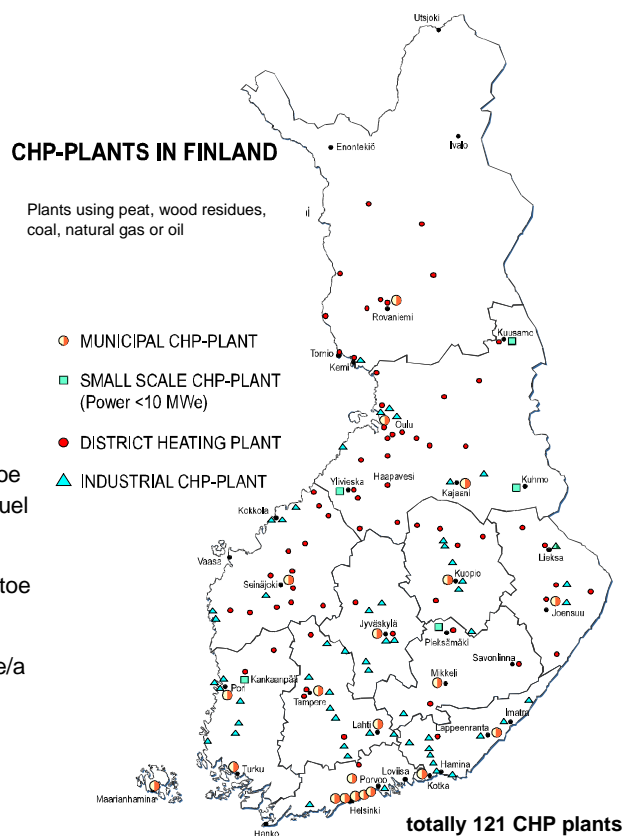 Utsjoki
CHP-PLANTS IN FINLAND
Enontekiö
Ivalo
Plants using peat, wood residues,
coal, natural gas or oil
Rovaniemi
MUNICIPAL CHP-PLANT
Kuusamo
Tornio
Kemi
SMALL SCALE CHP-PLANT
(Power <10 MWe)
Oulu
DISTRICT HEATING PLANT
oe
INDUSTRIAL CHP-PLANT
Ylivieska
Haapavesi
Kajaani
Kuhmo
uel
Kokkola
Vaasa
Lieksa
toe
Seinäjoki
Kuopio
Joensuu
Jyväskylä
Pieksämäki
Savonlinna
e/a
Kankaanpää
Pori
Mikkeli
Tampere
Imatra
Lahti
Lappeenranta
Turku
Loviisa
Hamina
Porvoo
Kotka
Maarianhamina
Helsinki
Hanko
totally 121 CHP plants